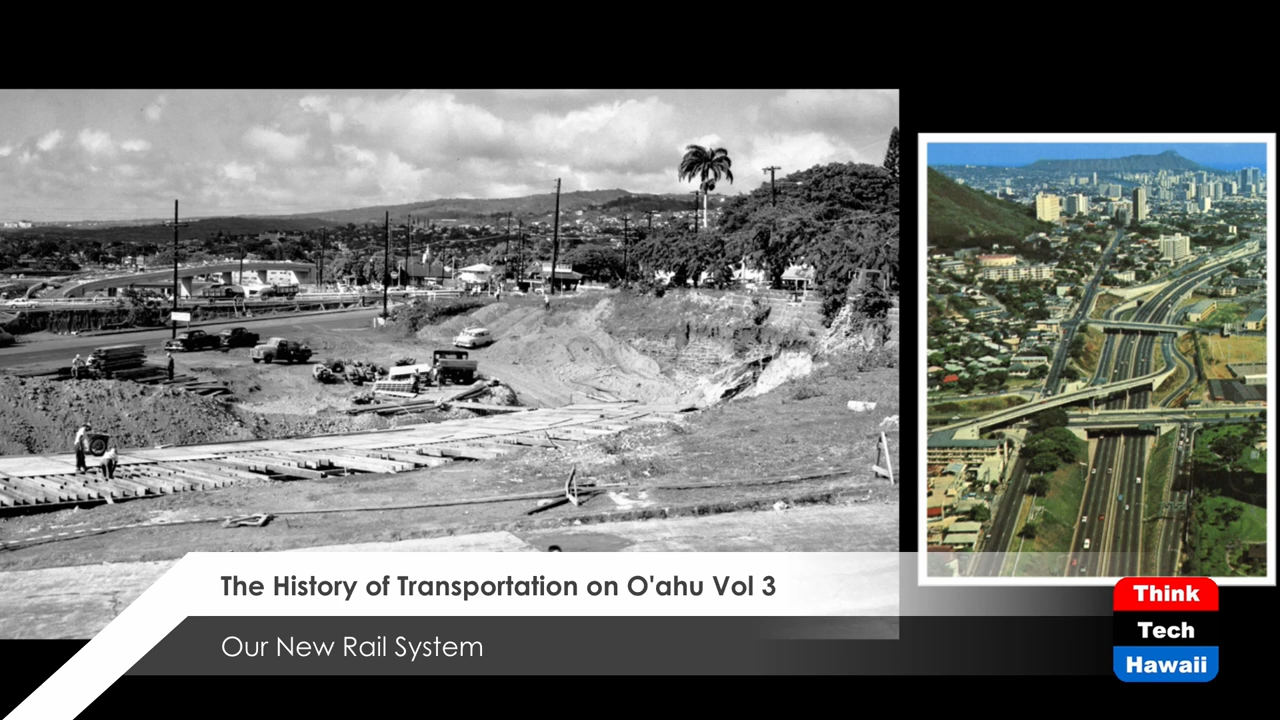 The History of Transportation on O'ahu Vol 3
Our New Rail System
Think
Tech
Hawaii